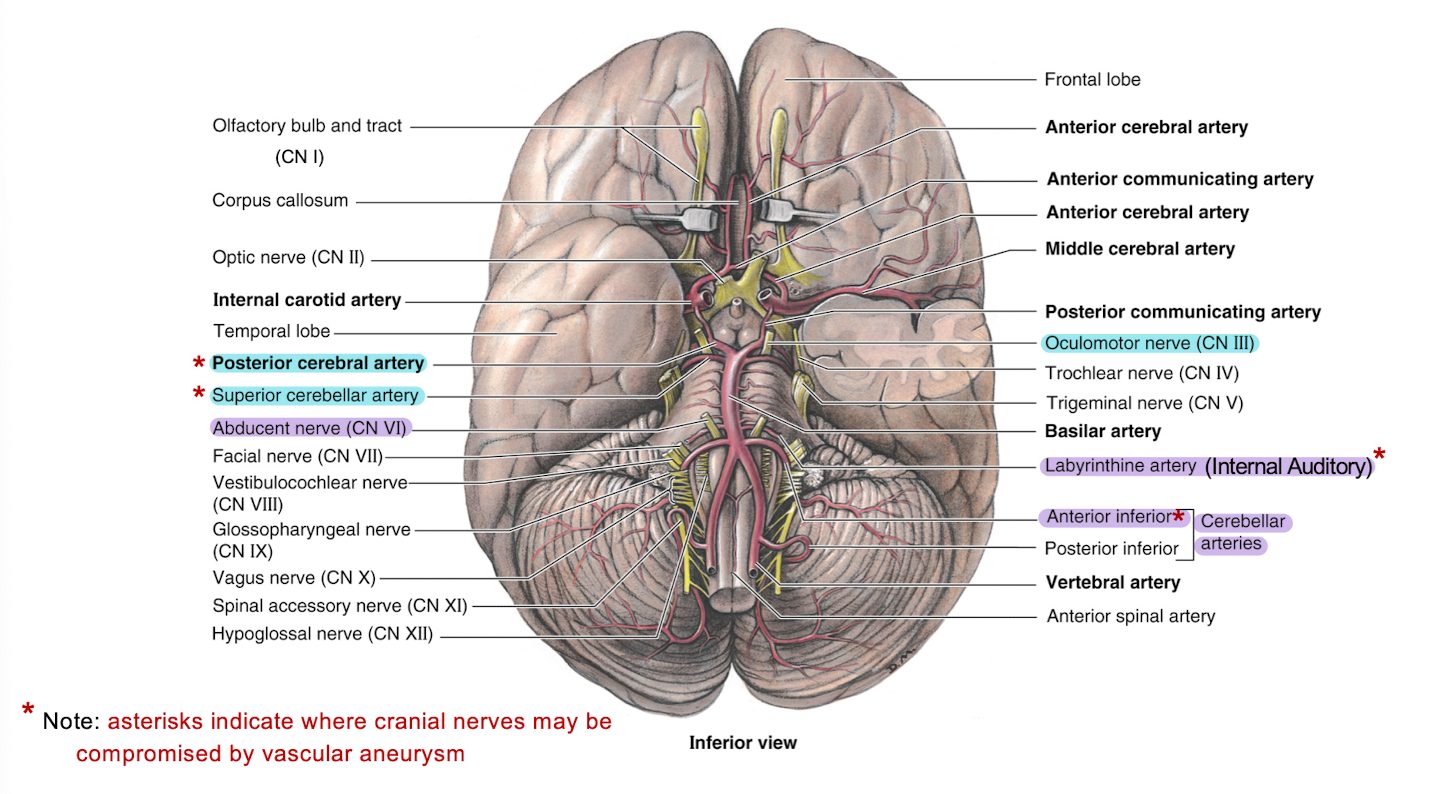 Olfactory bulb and tract
(CN I)
Corpus callosum
Optic nerve (CN II)
Internal carotid artery
Temporal lobe
* Posterior cerebral artery
* Superior cerebellar artery
Abducent nerve (CN VI)
Facial nerve (CN VII)
Vestibulocochlear nerve
(CN VIII)
Glossopharyngeal nerve
(CN IX)
Vagus nerve (CN X)
Spinal accessory nerve (CN XI)
Hypoglossal nerve (CN XII)
Frontal lobe
Anterior cerebral artery
Anterior communicating artery
Anterior cerebral artery
Middle cerebral artery
Posterior communicating artery
Oculomotor nerve (CN III)
Trochlear nerve (CN IV)
Trigeminal nerve (CN V)
Basilar artery
Labyrinthine artery (Internal Auditory)*
Anterior inferior*
Posterior inferior
Cerebellar
arteries
Vertebral artery
Anterior spinal artery
D.M.
* Note: asterisks indicate where cranial nerves may be
compromised by vascular aneurysm
Inferior view